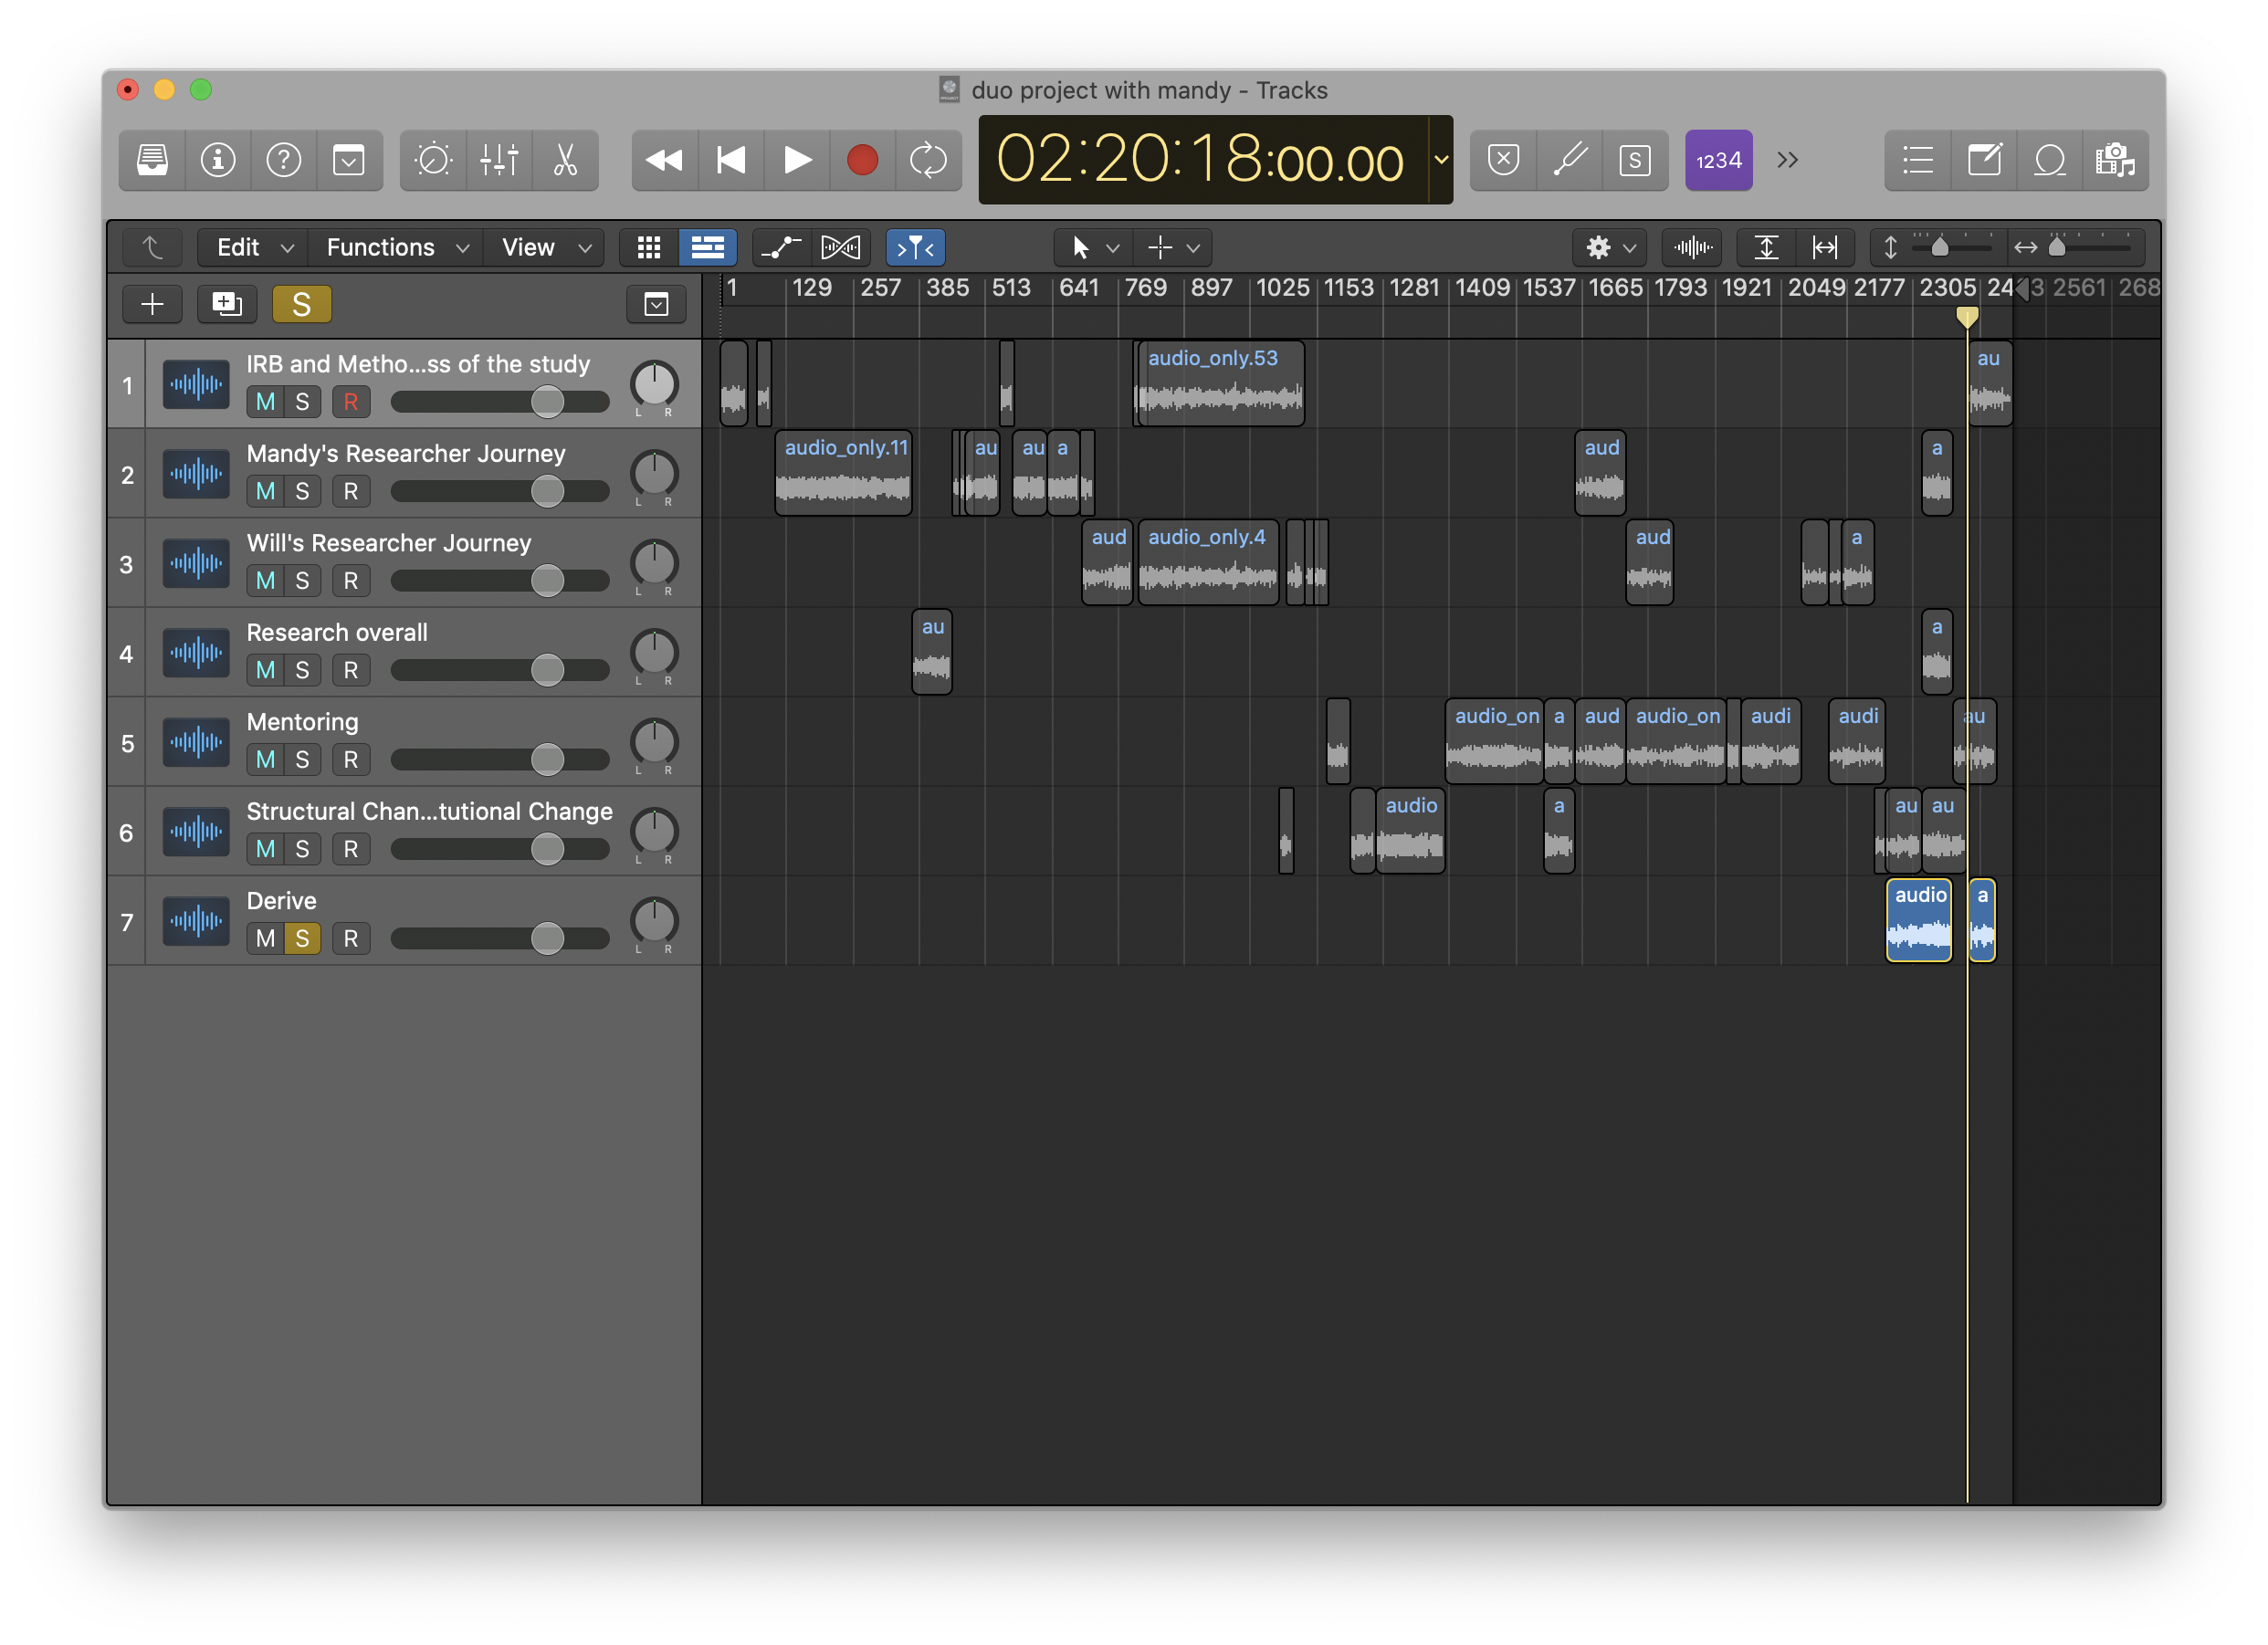 duo project with mandy - Tracks
02:20:18:00.00
S
1234
Edit Functions View
S
1 129 257 385 513 641 769 897 1025 1153 1281 1409 1537 1665 1793 1921 2049 2177 2305 24 3 2561 268
1 IRB and Metho...ss of the study
M S R
L R
audio_only.53
au
2 Mandy's Researcher Journey
M S R
L R
audio_only.11 au au a aud a
3 Will's Researcher Journey
M S R
L R
aud audio_only.4 aud a
4 Research overall
M S R
L R
au a
5 Mentoring
M S R
L R
audio_on a aud audio_on audi audi au
6 Structural Chan...tutional Change
M S R
L R
audio a au au
7 Derive
M S R
L R
audio a